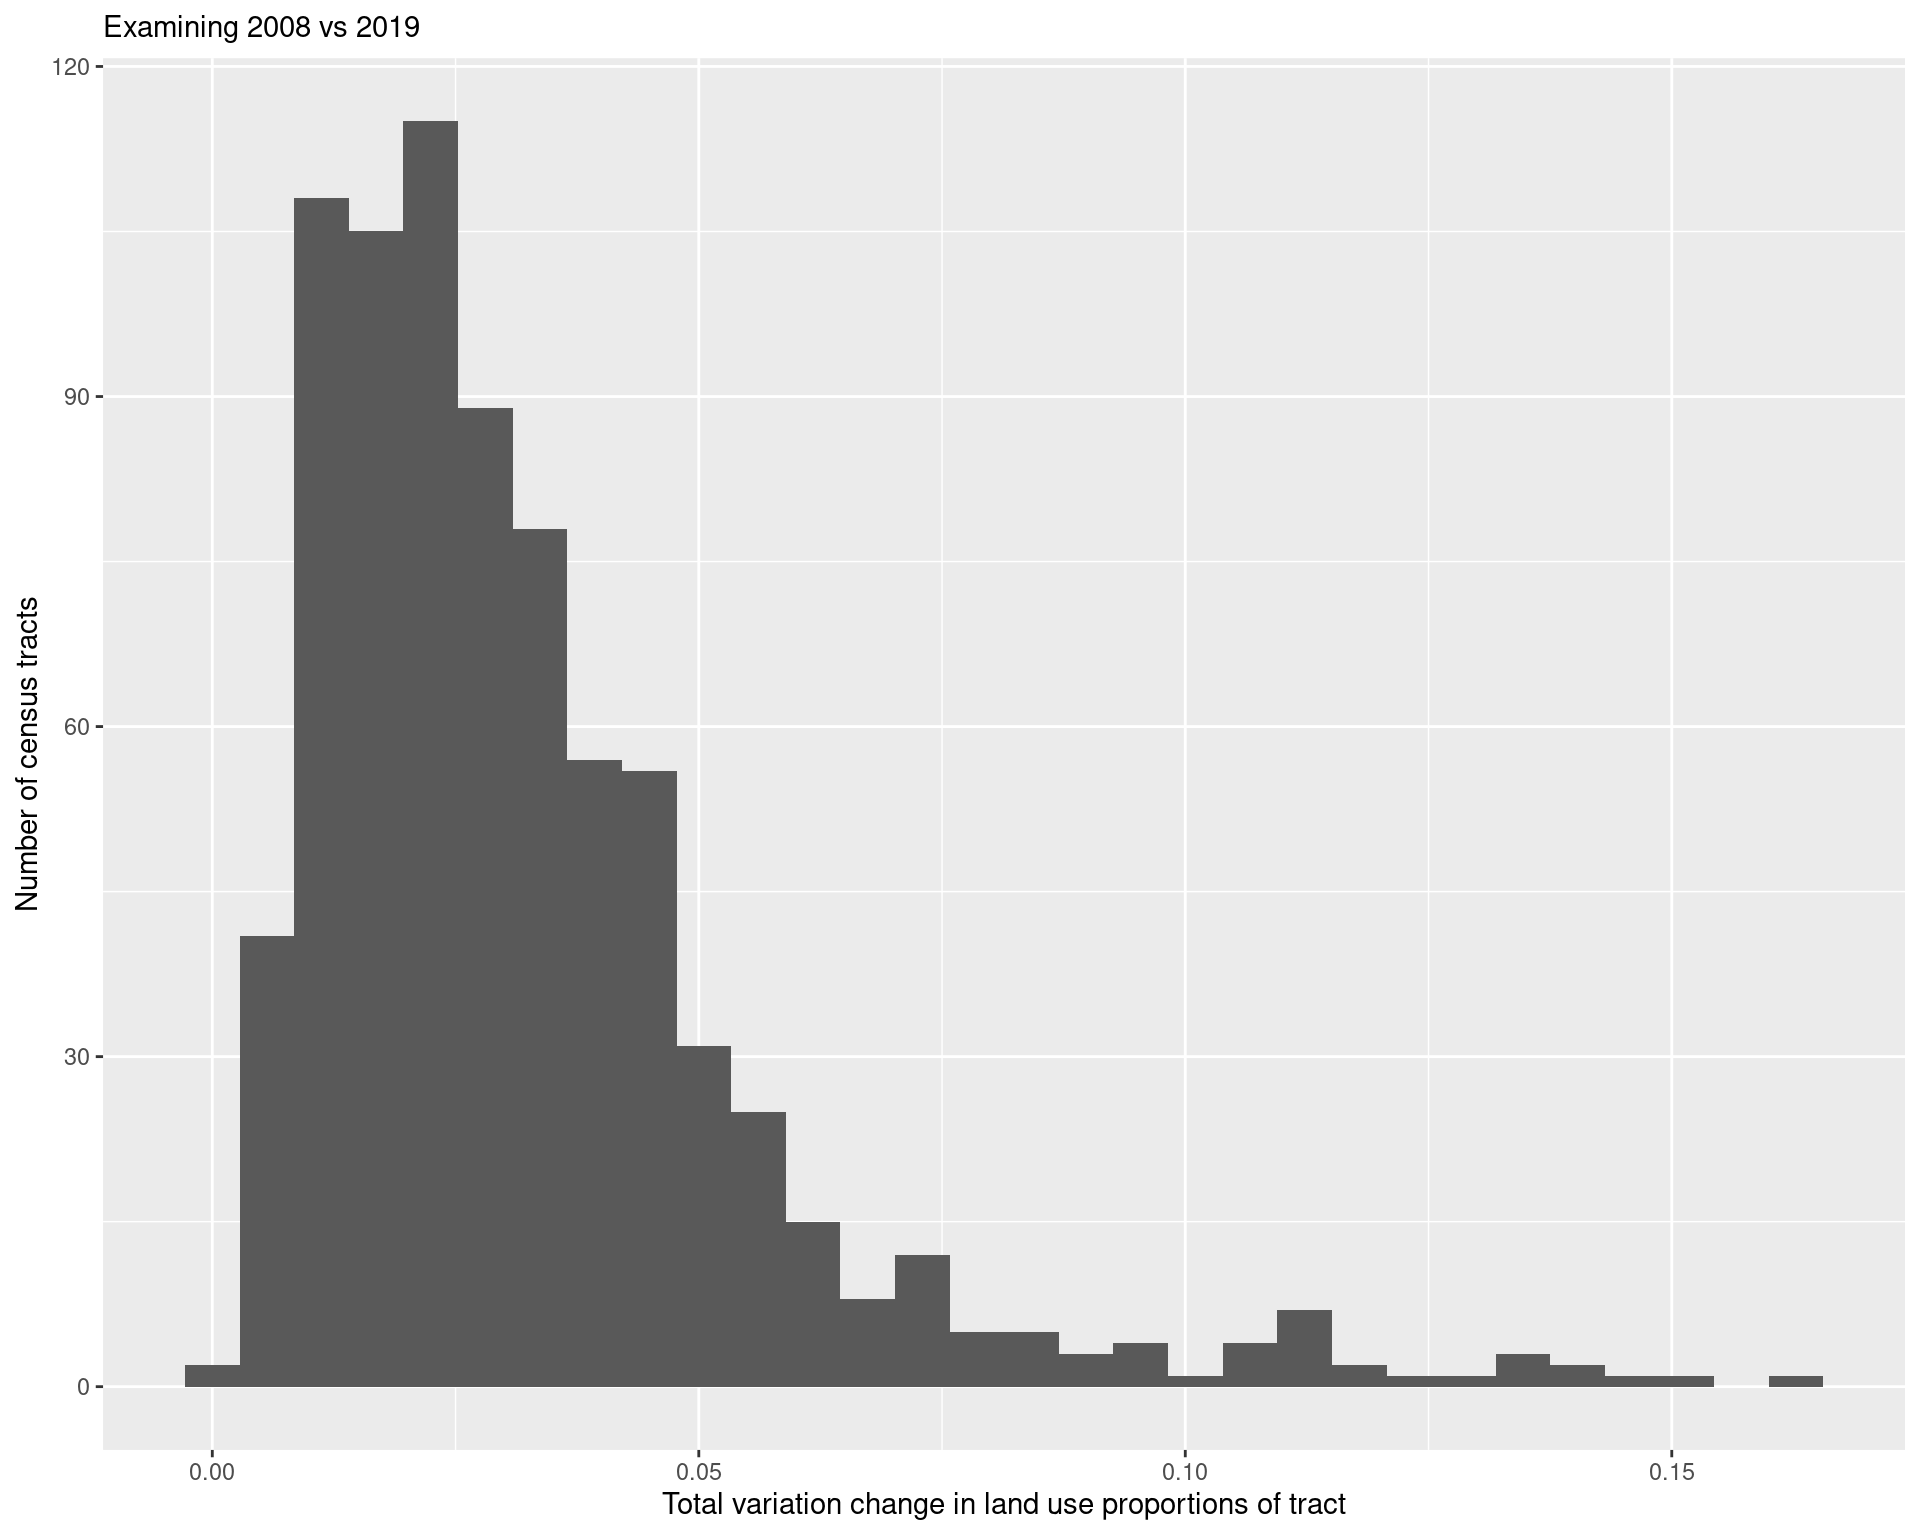 Examining 2008 vs 2019
120
90
60
30
0
Number of census tracts
0.00 0.05 0.10 0.15
Total variation change in land use proportions of tract